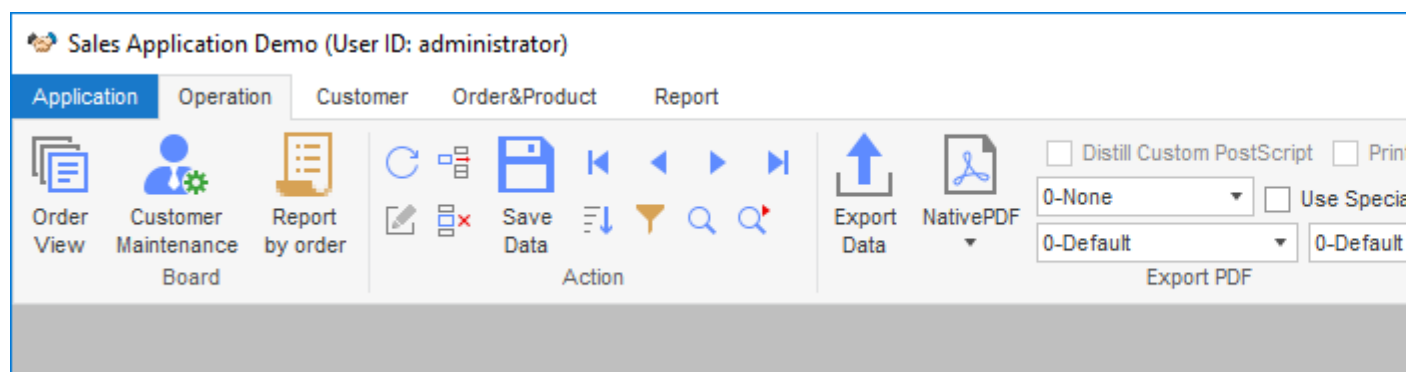 Sales Application Demo (User ID: administrator)
Application Operation Customer Order&Product Report
Order View
Customer Maintenance
Report by order
Board
Save Data
Action
Export Data
NativePDF
Distill Custom PostScript Print
0-None Use Specia
0-Default 0-Default
Export PDF